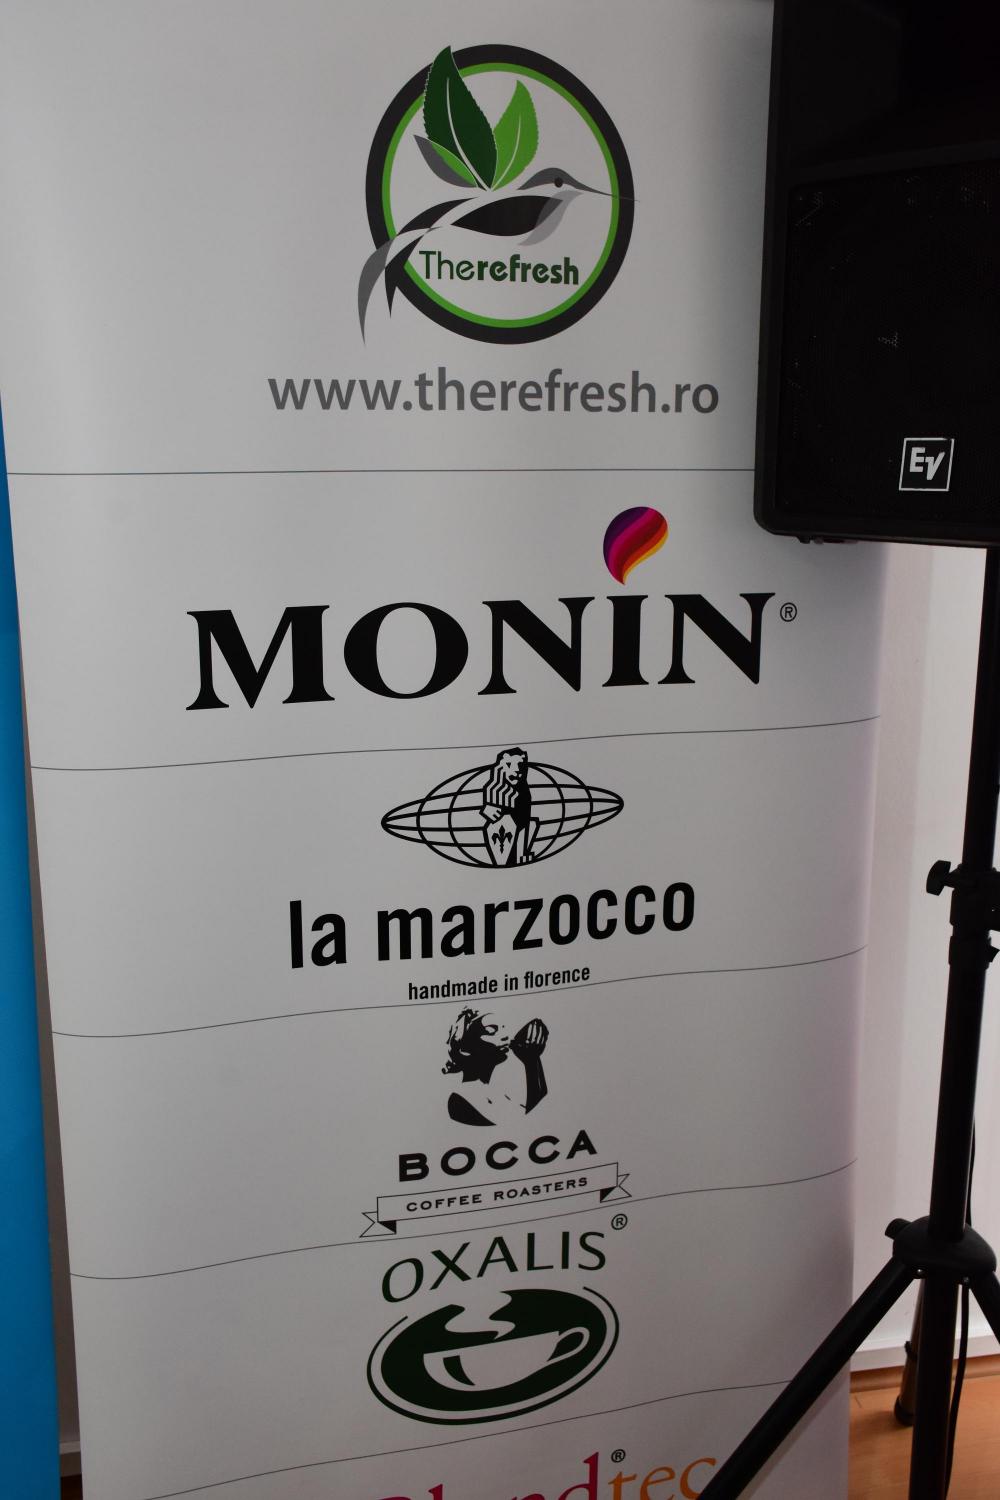 Therefresh
www.therefresh.ro
EV
MONIN®
la marzocco
handmade in florence
BOCCA
COFFEE ROASTERS
OXALIS®